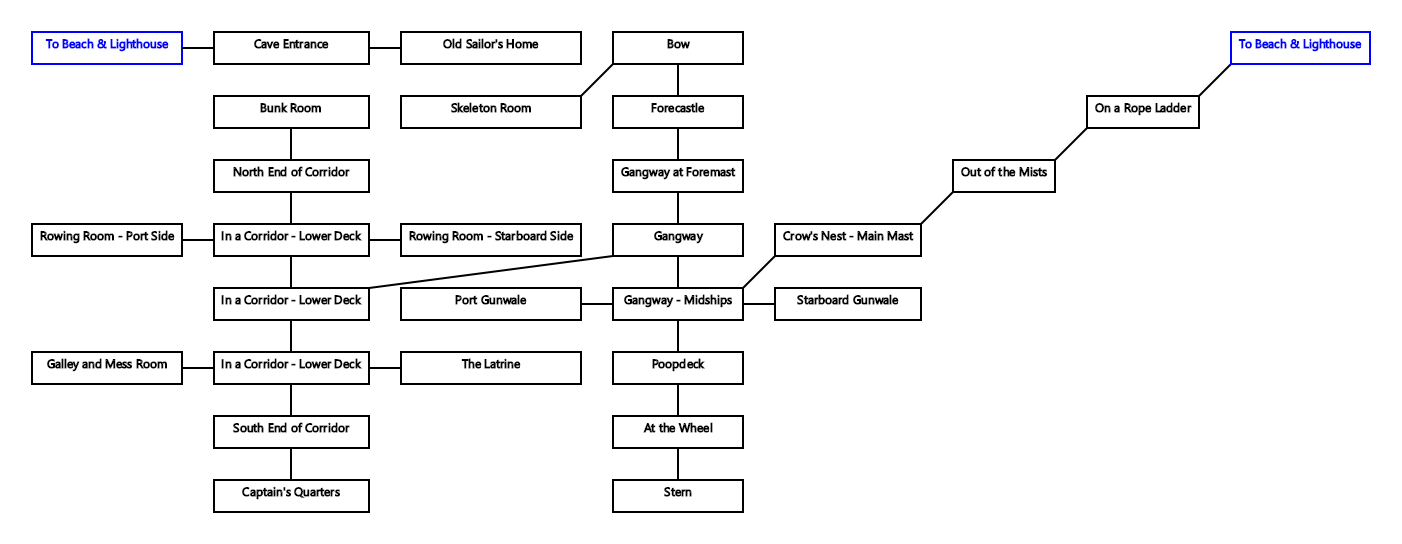 To Beach & Lighthouse
Cave Entrance
Old Sailor's Home
Bow
To Beach & Lighthouse
Bunk Room
Skeleton Room
Forecastle
On a Rope Ladder
North End of Corridor
Gangway at Foremast
Out of the Mists
Rowing Room - Port Side
In a Corridor - Lower Deck
Rowing Room - Starboard Side
Gangway
Crow's Nest - Main Mast
In a Corridor - Lower Deck
Port Gunwale
Gangway - Midships
Starboard Gunwale
Galley and Mess Room
In a Corridor - Lower Deck
The Latrine
Poopdeck
South End of Corridor
At the Wheel
Captain's Quarters
Stern